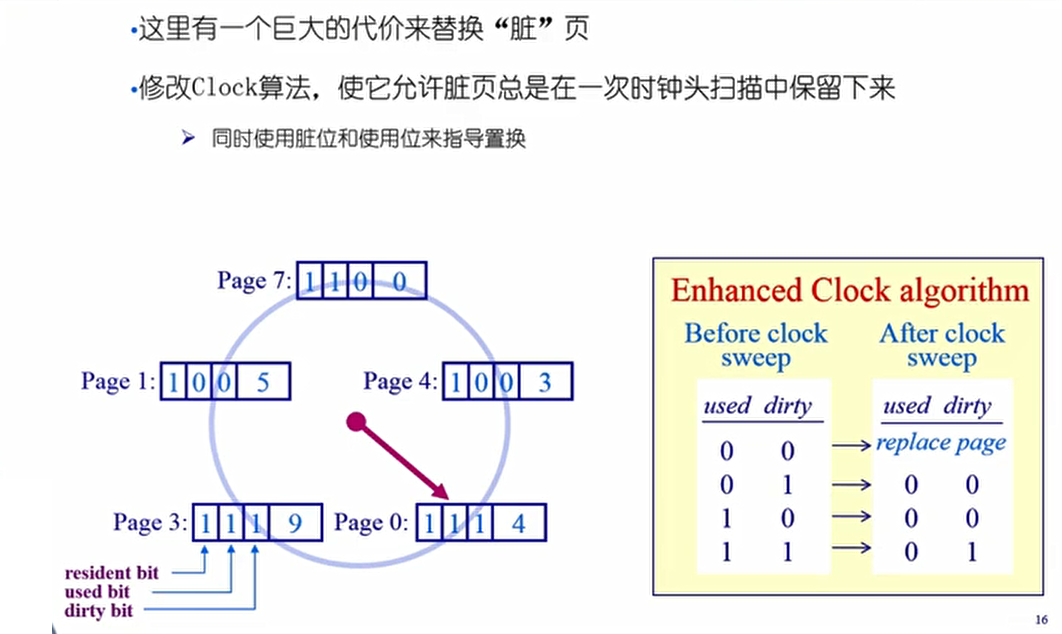 •这里有一个巨大的代价来替换“脏”页
•修改Clock算法，使它允许脏页总是在一次时钟头扫描中保留下来
➢ 同时使用脏位和使用位来指导置换
Page 7: 1 1 0 0
Page 1: 1 0 0 5
Page 4: 1 0 0 3
Page 3: 1 1 1 9
Page 0: 1 1 1 4
resident bit
used bit
dirty bit
Enhanced Clock algorithm
Before clock sweep
After clock sweep
used dirty
used dirty
0 0 → replace page
0 1 → 0 0
1 0 → 0 0
1 1 → 0 1
16